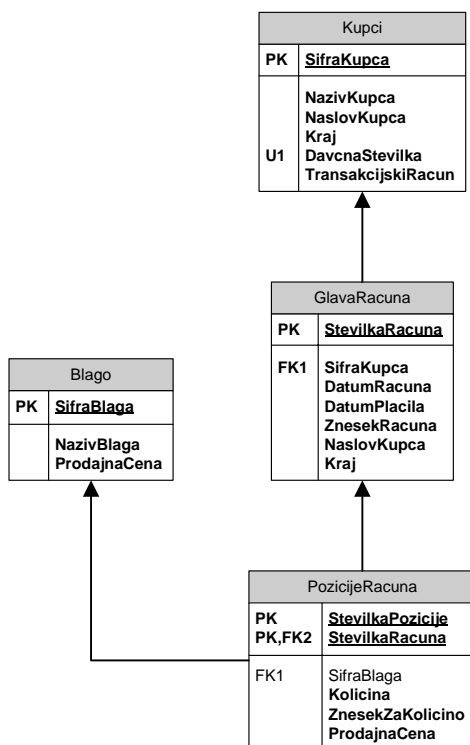 Kupci
PK SifraKupca
NazivKupca
NaslovKupca
Kraj
U1 DavcnaStevilka
TransakcijskiRacun
GlavaRacuna
PK StevilkaRacuna
FK1 SifraKupca
DatumRacuna
DatumPlacila
ZnesekRacuna
NaslovKupca
Kraj
Blago
PK SifraBlaga
NazivBlaga
ProdajnaCena
PozicijeRacuna
PK StevilkaPozicije
PK,FK2 StevilkaRacuna
FK1 SifraBlaga
Kolicina
ZnesekZaKolicino
ProdajnaCena